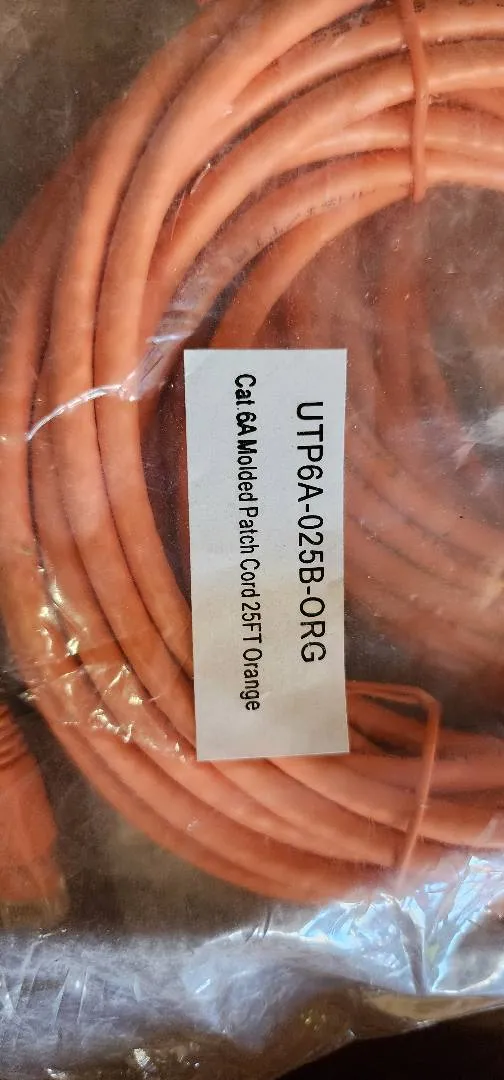 UTP6A-025B-ORG
Cat.6A Molded Patch Cord 25FT Orange